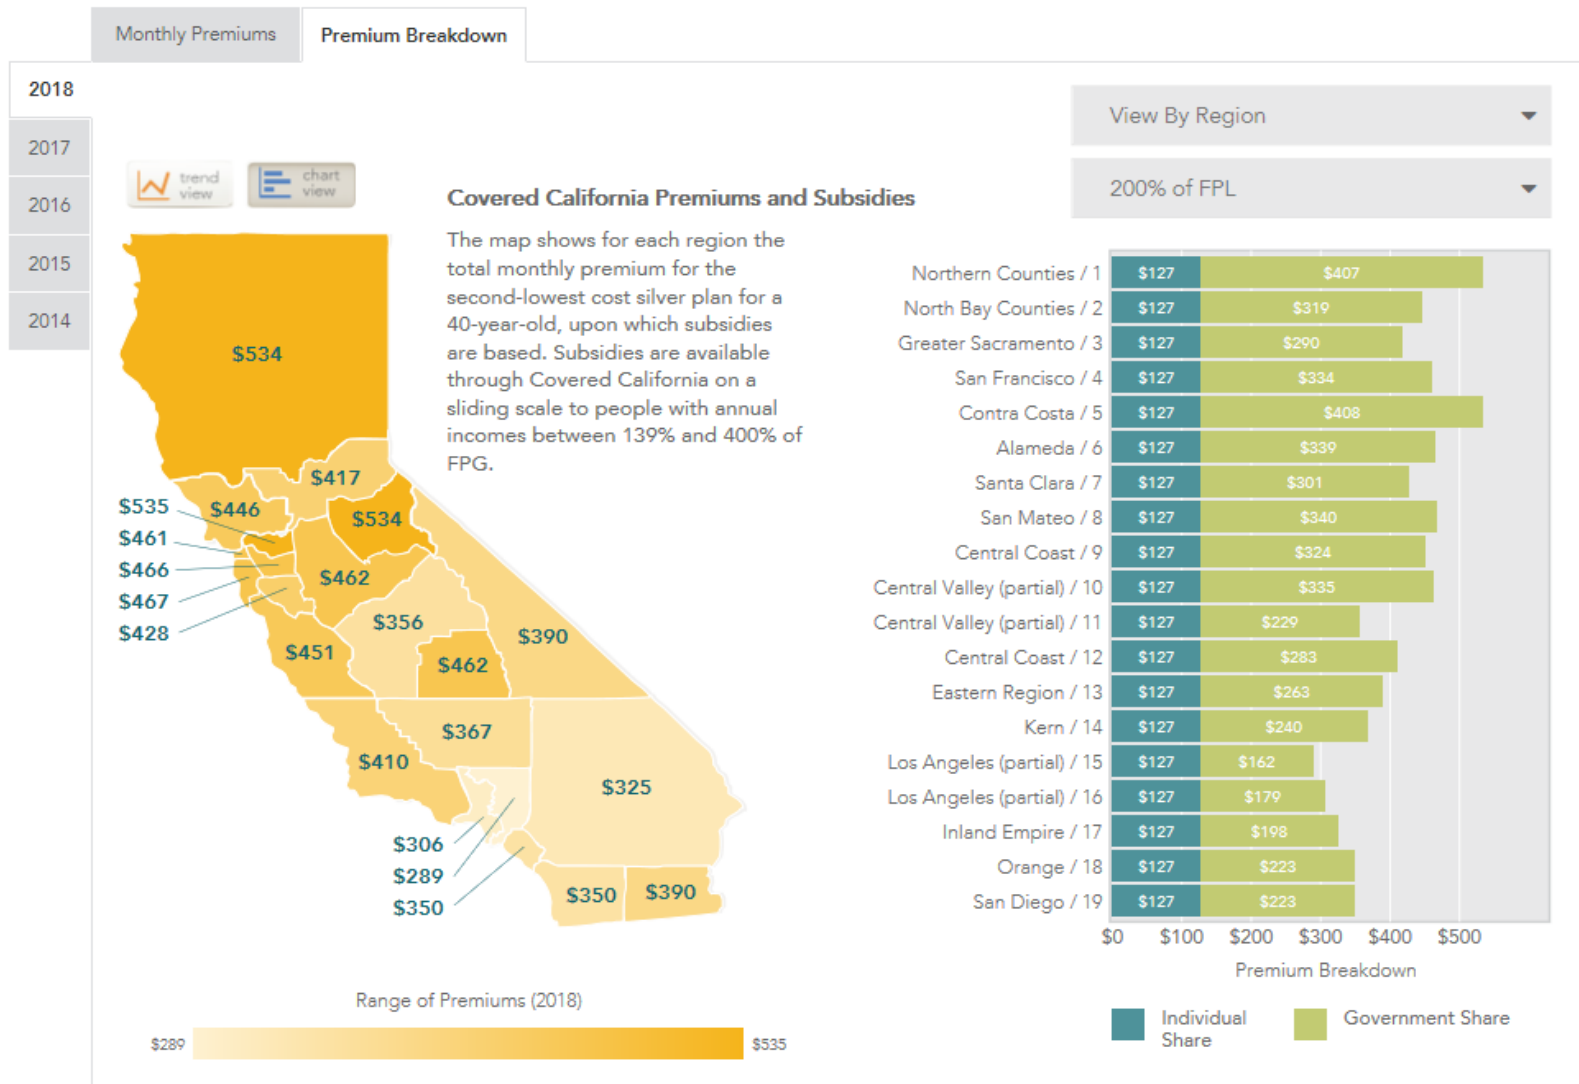 Monthly Premiums
Premium Breakdown
2018
2017
2016
2015
2014
View By Region
200% of FPL
trend
view
chart
view
Covered California Premiums and Subsidies
The map shows for each region the
total monthly premium for the
second-lowest cost silver plan for a
40-year-old, upon which subsidies
are based. Subsidies are available
through Covered California on a
sliding scale to people with annual
incomes between 139% and 400% of
FPG.
$534
$417
$535
$446
$534
$461
$466
$462
$467
$428
$356
$390
$451
$462
$367
$410
$325
$306
$289
$350
$350
$390
Range of Premiums (2018)
$289
$535
Northern Counties / 1 $127 $407
North Bay Counties / 2 $127 $319
Greater Sacramento / 3 $127 $290
San Francisco / 4 $127 $334
Contra Costa / 5 $127 $408
Alameda / 6 $127 $339
Santa Clara / 7 $127 $301
San Mateo / 8 $127 $340
Central Coast / 9 $127 $324
Central Valley (partial) / 10 $127 $335
Central Valley (partial) / 11 $127 $229
Central Coast / 12 $127 $283
Eastern Region / 13 $127 $263
Kern / 14 $127 $240
Los Angeles (partial) / 15 $127 $162
Los Angeles (partial) / 16 $127 $179
Inland Empire / 17 $127 $198
Orange / 18 $127 $223
San Diego / 19 $127 $223
$0 $100 $200 $300 $400 $500
Premium Breakdown
Individual
Share
Government Share